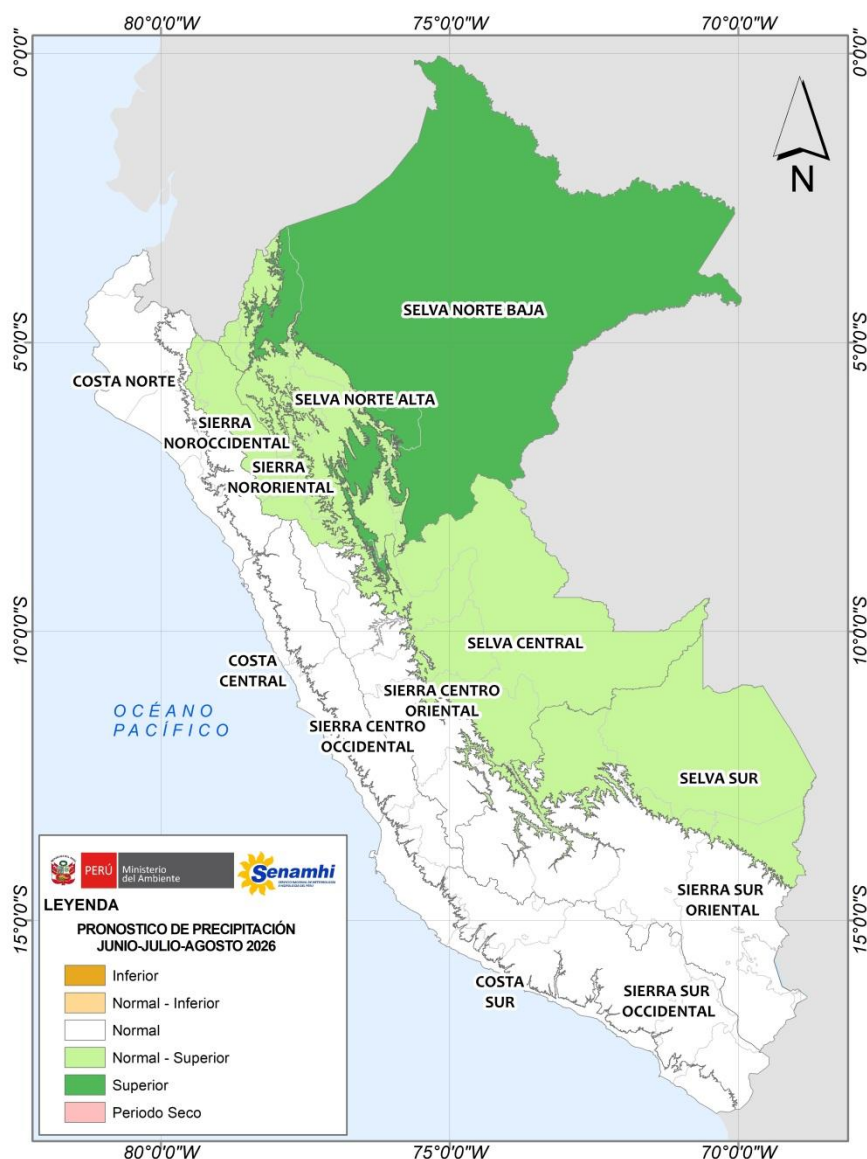 80°0'0"W
75°0'0"W
70°0'0"W
0°0'0"
0°0'0"
N
SELVA NORTE BAJA
5°0'0"S
5°0'0"S
COSTA NORTE
SELVA NORTE ALTA
SIERRA
NOROCCIDENTAL
SIERRA
NORORIENTAL
10°0'0"S
10°0'0"S
SELVA CENTRAL
COSTA
CENTRAL
SIERRA CENTRO
ORIENTAL
OCÉANO
PACÍFICO
SIERRA CENTRO
OCCIDENTAL
SELVA SUR
SIERRA SUR
ORIENTAL
15°0'0"S
15°0'0"S
COSTA
SUR
SIERRA SUR
OCCIDENTAL
PERÚ
Ministerio
del Ambiente
Senamhi
LEYENDA
PRONOSTICO DE PRECIPITACIÓN
JUNIO-JULIO-AGOSTO 2026
Inferior
Normal - Inferior
Normal
Normal - Superior
Superior
Periodo Seco
80°0'0"W
75°0'0"W
70°0'0"W